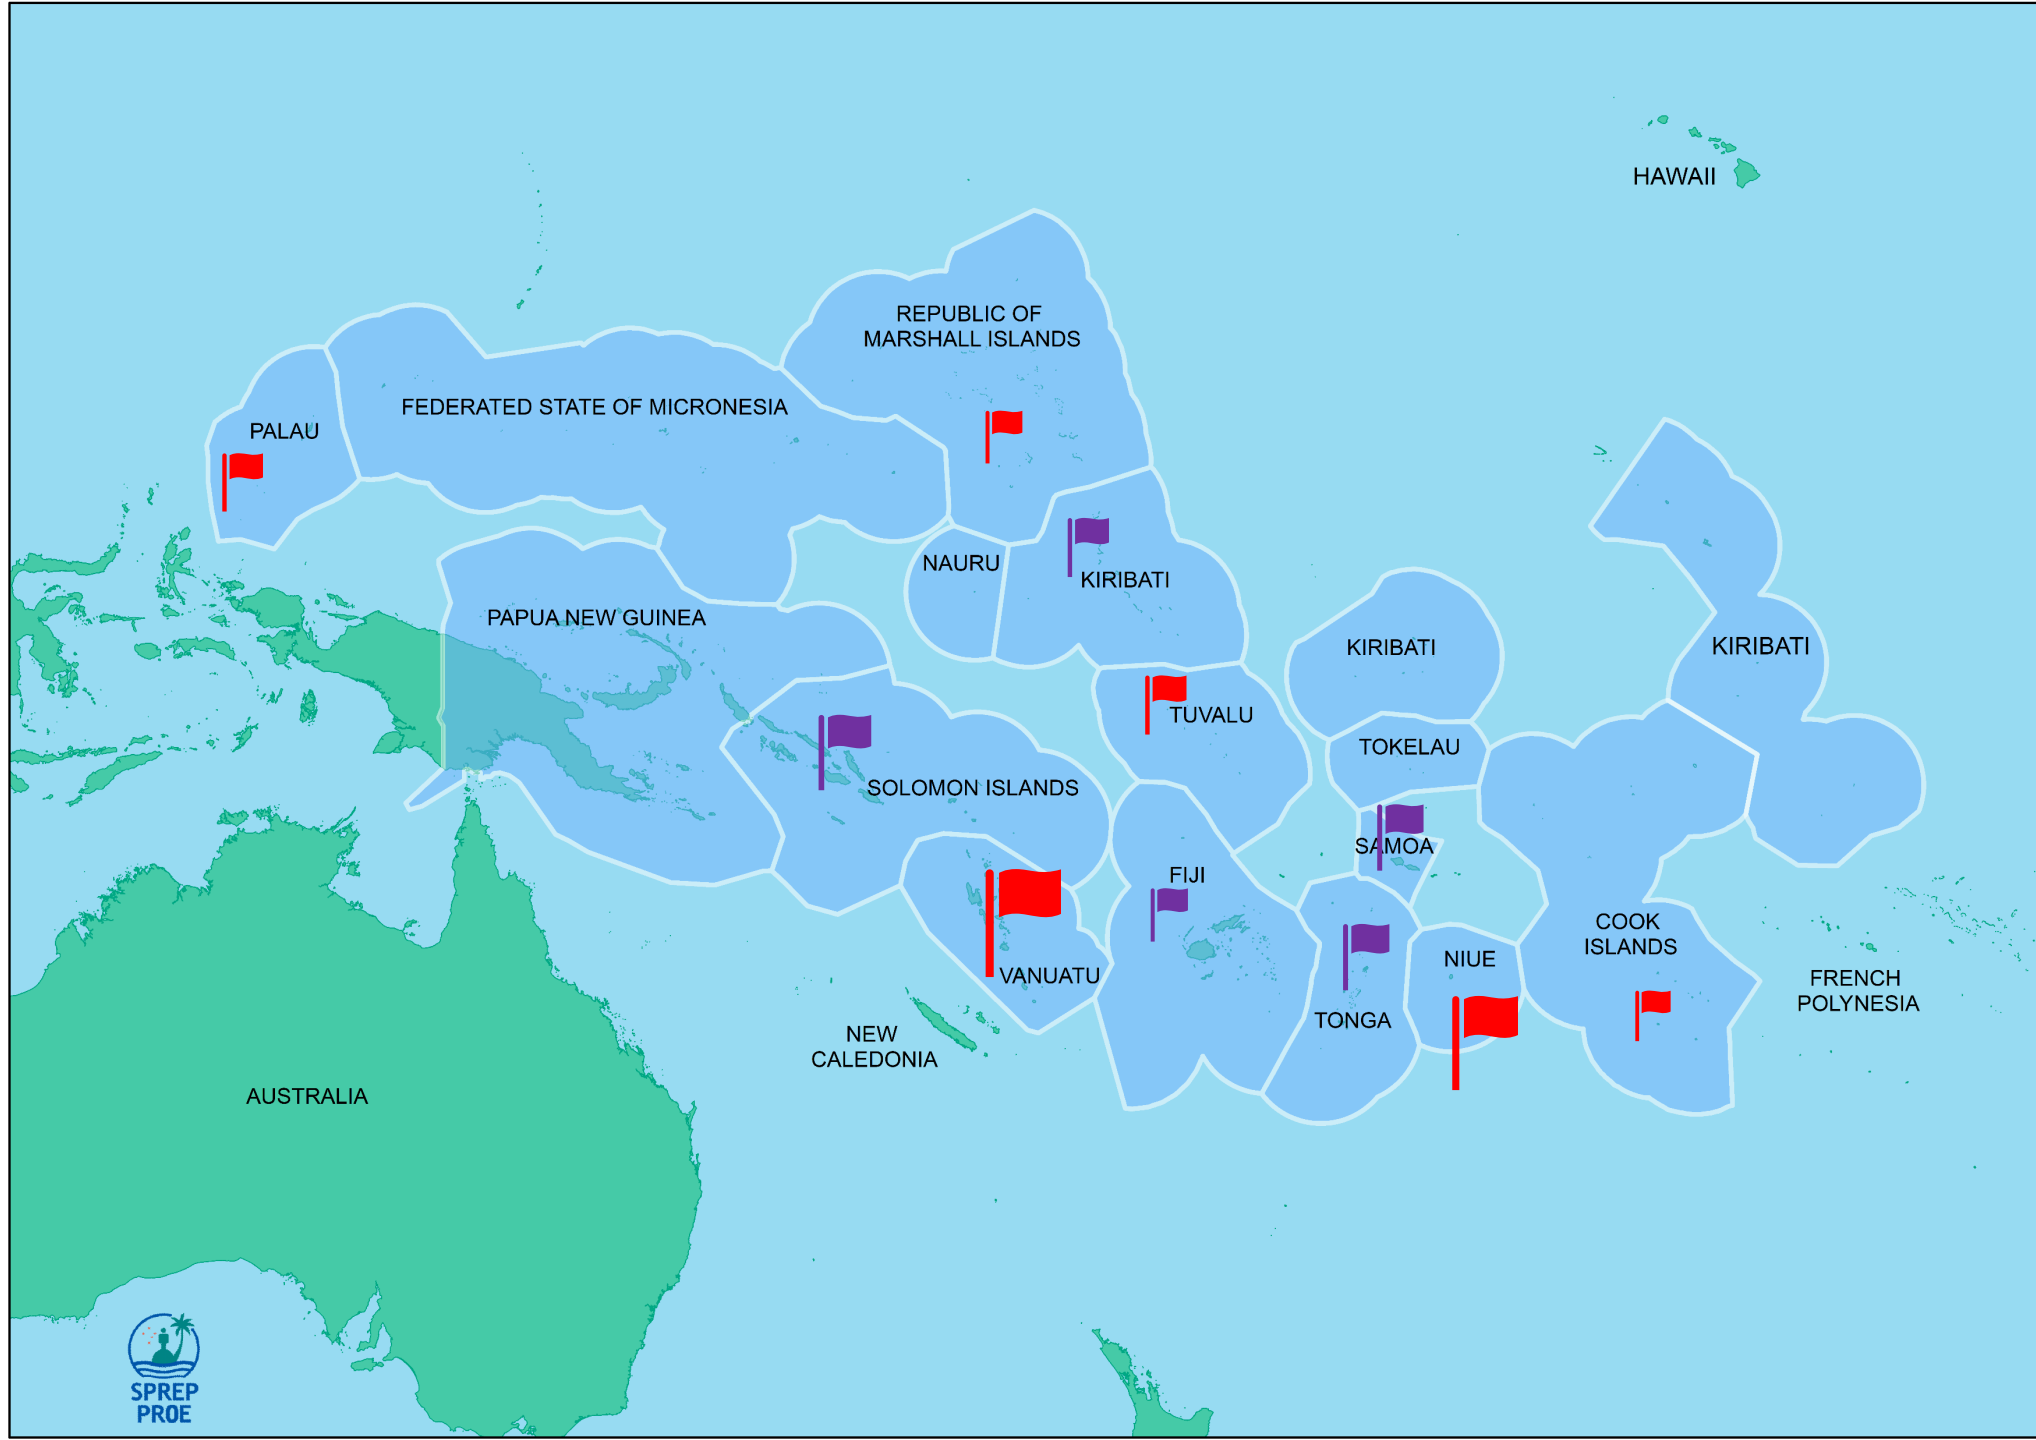 HAWAII
REPUBLIC OF
MARSHALL ISLANDS
FEDERATED STATE OF MICRONESIA
PALAU
NAURU
KIRIBATI
PAPUA NEW GUINEA
KIRIBATI
KIRIBATI
TUVALU
TOKELAU
SOLOMON ISLANDS
SAMOA
FIJI
COOK
ISLANDS
NIUE
VANUATU
FRENCH
POLYNESIA
TONGA
NEW
CALEDONIA
AUSTRALIA
SPREP
PROE